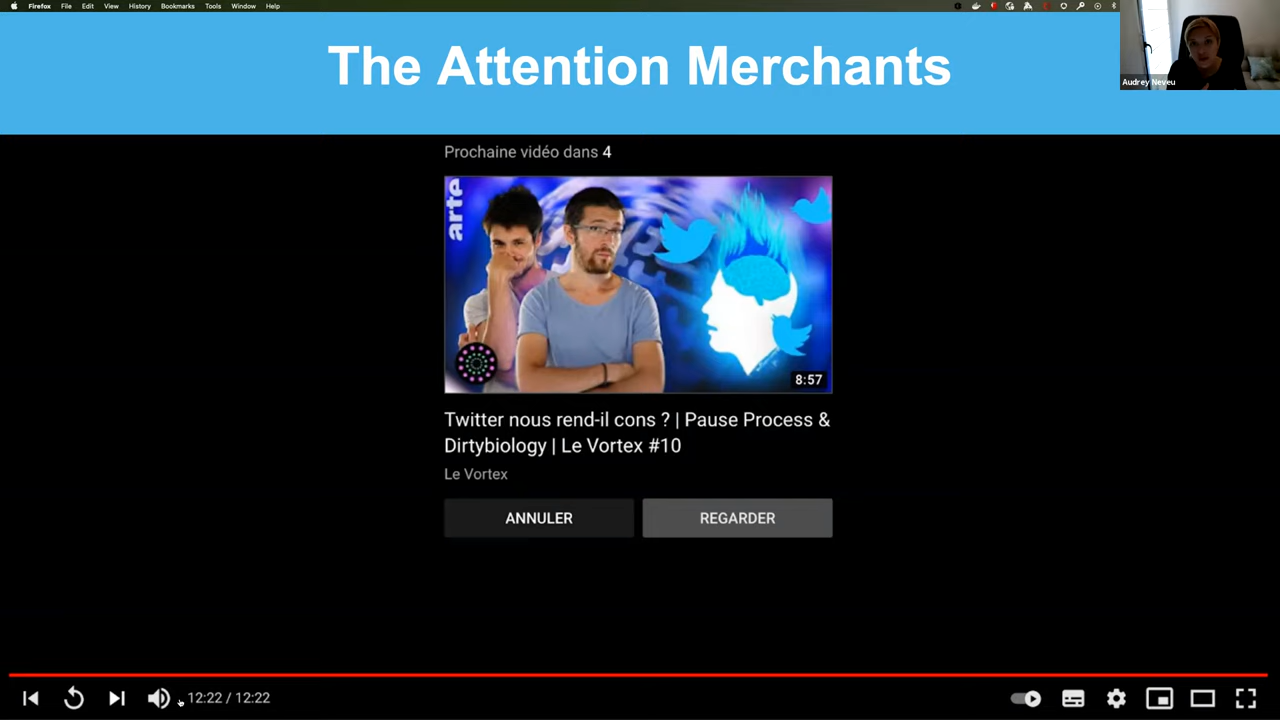 Firefox File Edit View History Bookmarks Tools Window Help
The Attention Merchants
Audrey Neveu
Prochaine vidéo dans 4
arte
8:57
Twitter nous rend-il cons ? | Pause Process &
Dirtybiology | Le Vortex #10
Le Vortex
ANNULER
REGARDER
12:22 / 12:22